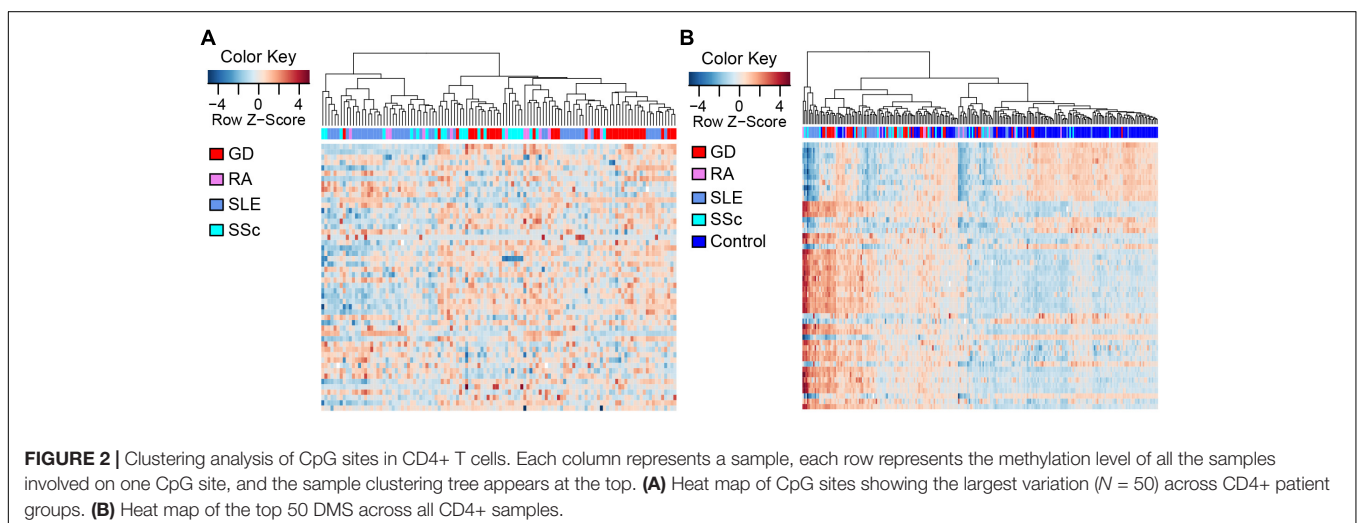 A
Color Key
−4 0 4
Row Z−Score
GD
RA
SLE
SSc
B
Color Key
−4 0 4
Row Z−Score
GD
RA
SLE
SSc
Control
FIGURE 2 | Clustering analysis of CpG sites in CD4+ T cells. Each column represents a sample, each row represents the methylation level of all the samples
involved on one CpG site, and the sample clustering tree appears at the top. (A) Heat map of CpG sites showing the largest variation (N = 50) across CD4+ patient
groups. (B) Heat map of the top 50 DMS across all CD4+ samples.